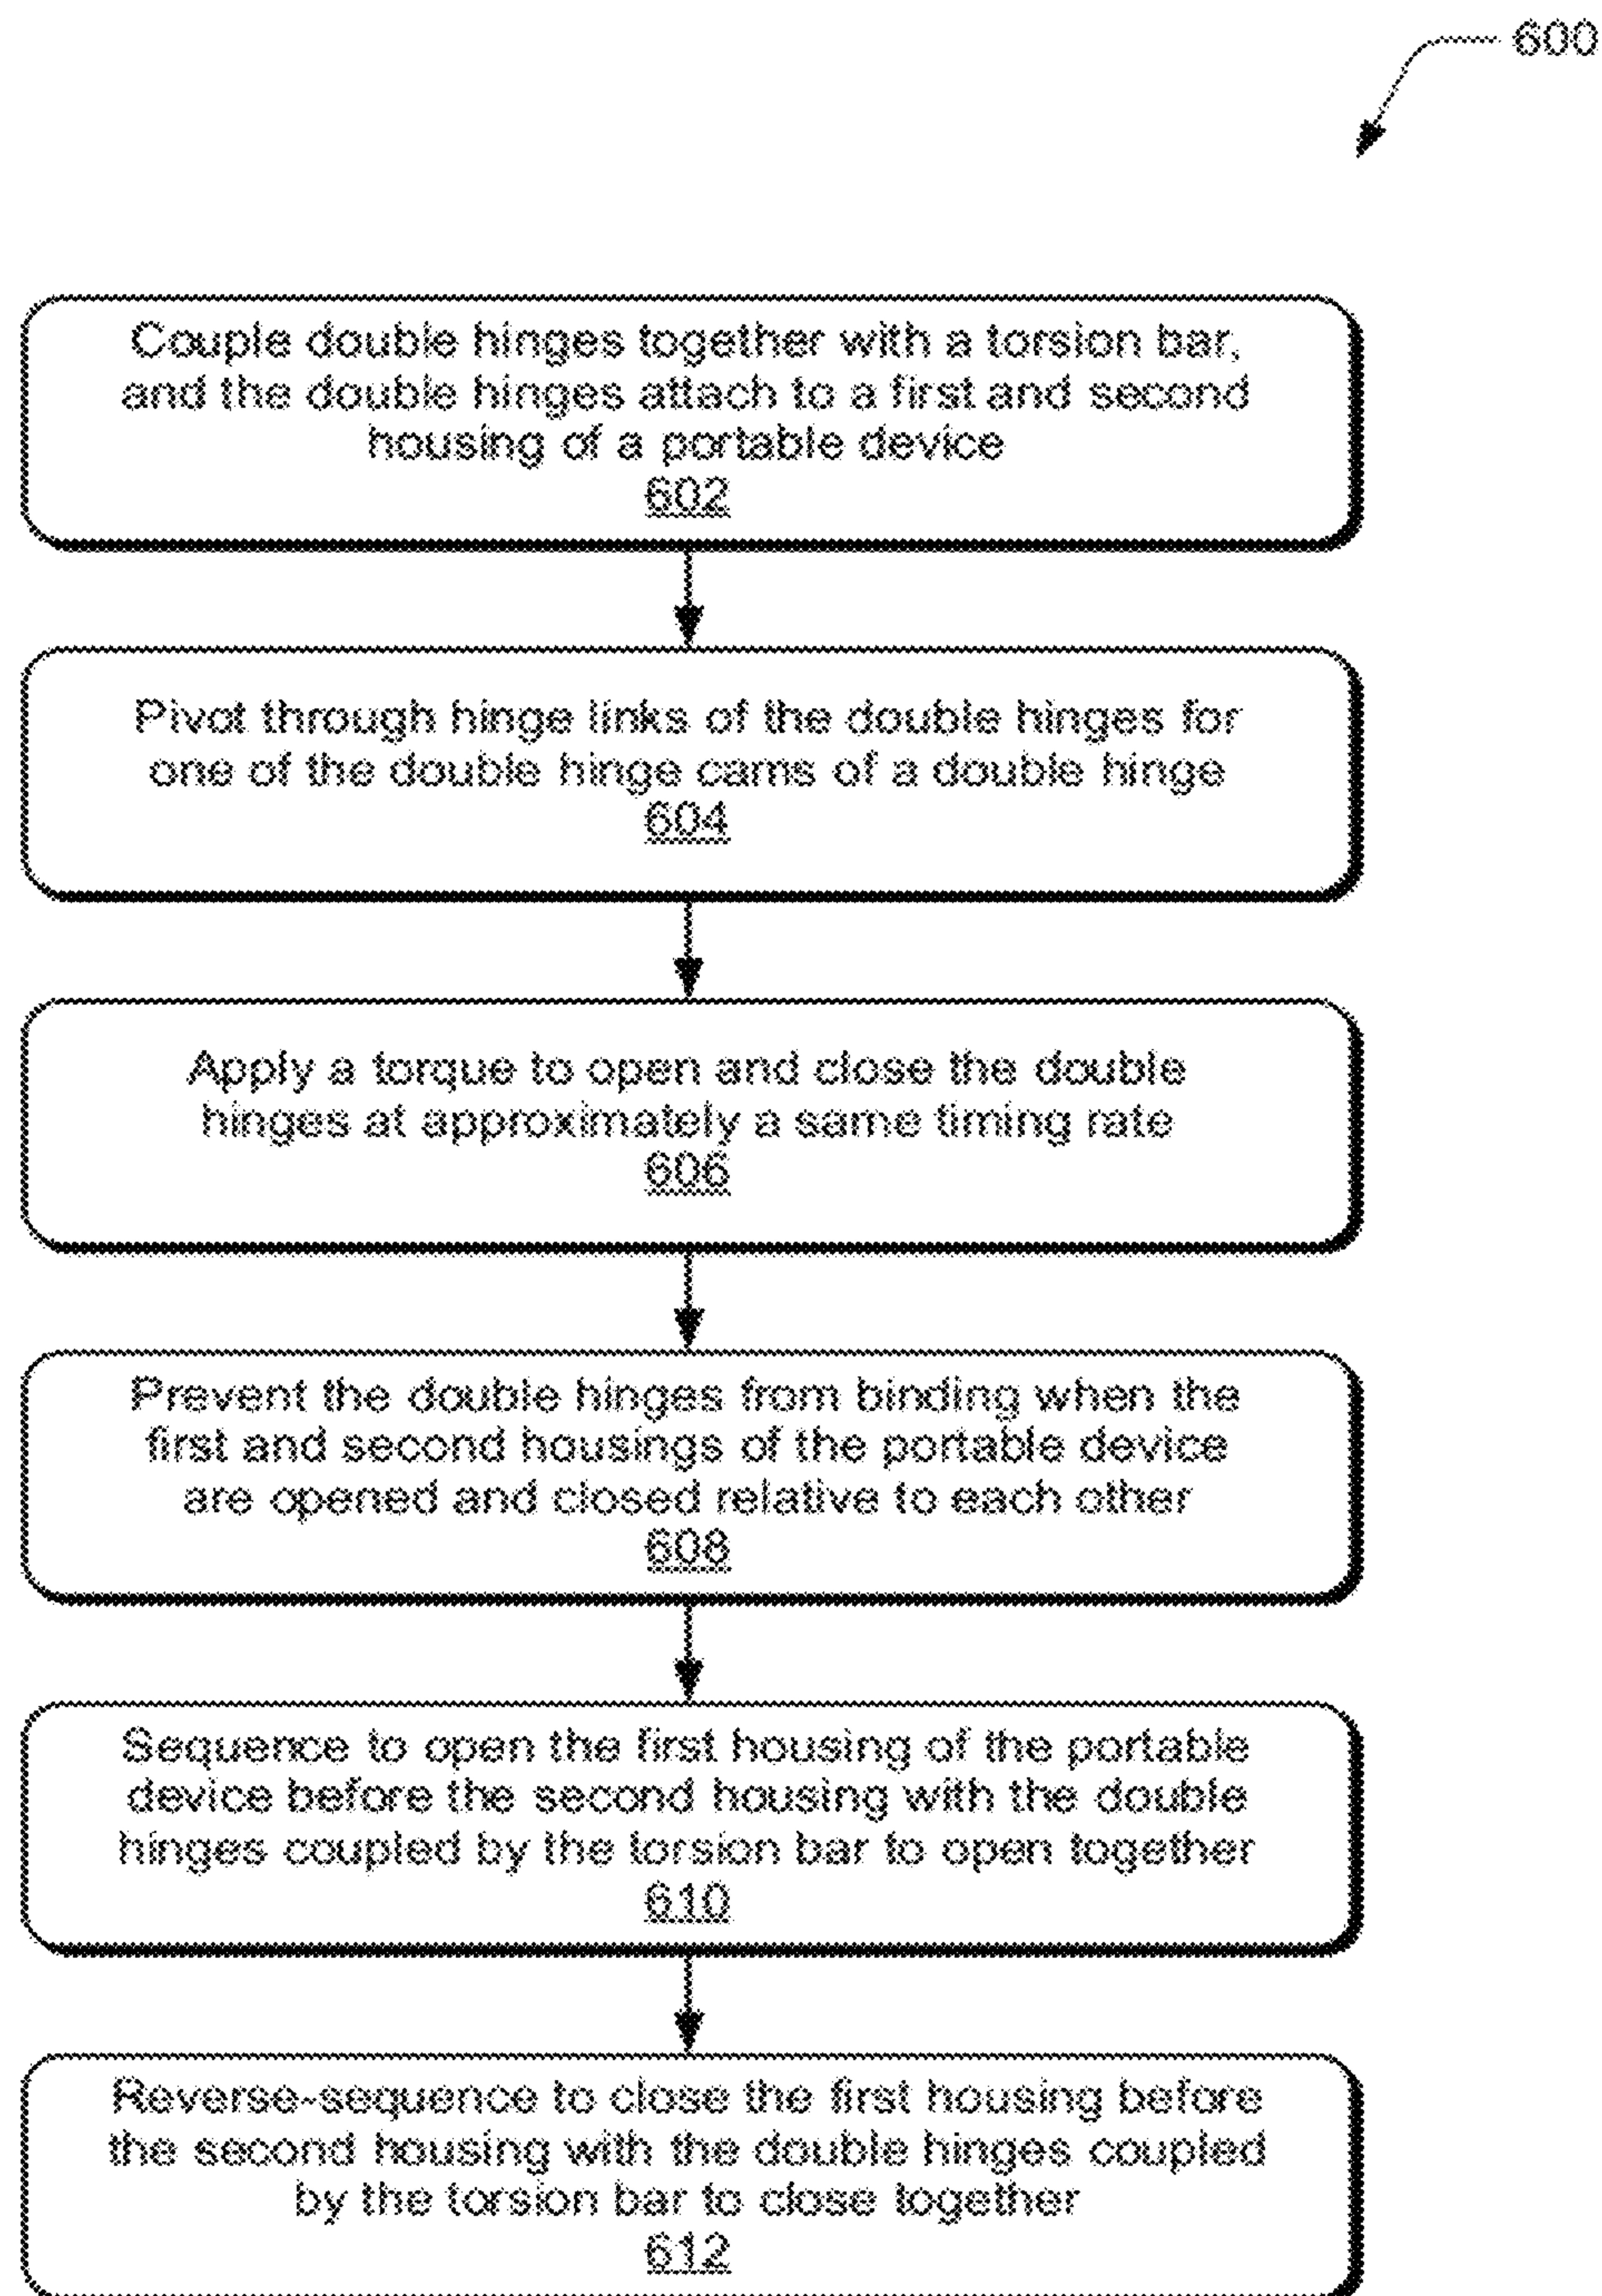 600
Couple double hinges together with a torsion bar,
and the double hinges attach to a first and second
housing of a portable device
602
Pivot through hinge links of the double hinges for
one of the double hinge cams of a double hinge
604
Apply a torque to open and close the double
hinges at approximately a same timing rate
606
Prevent the double hinges from binding when the
first and second housings of the portable device
are opened and closed relative to each other
608
Sequence to open the first housing of the portable
device before the second housing with the double
hinges coupled by the torsion bar to open together
610
Reverse-sequence to close the first housing before
the second housing with the double hinges coupled
by the torsion bar to close together
612